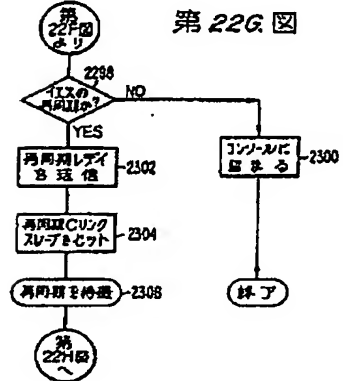 第22G図
第
22F図
より
2298
イエスの
再同期か?
NO
YES
再同期レディ
を送信
2302
コンソールに
留まる
2300
再同期Cリンク
スレーブをセット
2304
再同期を待機
2308
終了
第
22H図
へ